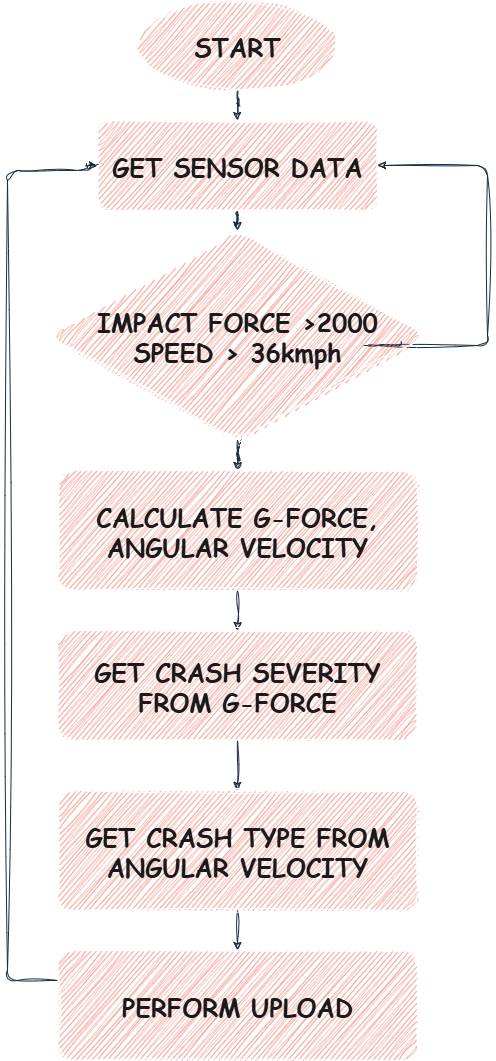 START
GET SENSOR DATA
IMPACT FORCE >2000
SPEED > 36kmph
CALCULATE G-FORCE,
ANGULAR VELOCITY
GET CRASH SEVERITY
FROM G-FORCE
GET CRASH TYPE FROM
ANGULAR VELOCITY
PERFORM UPLOAD